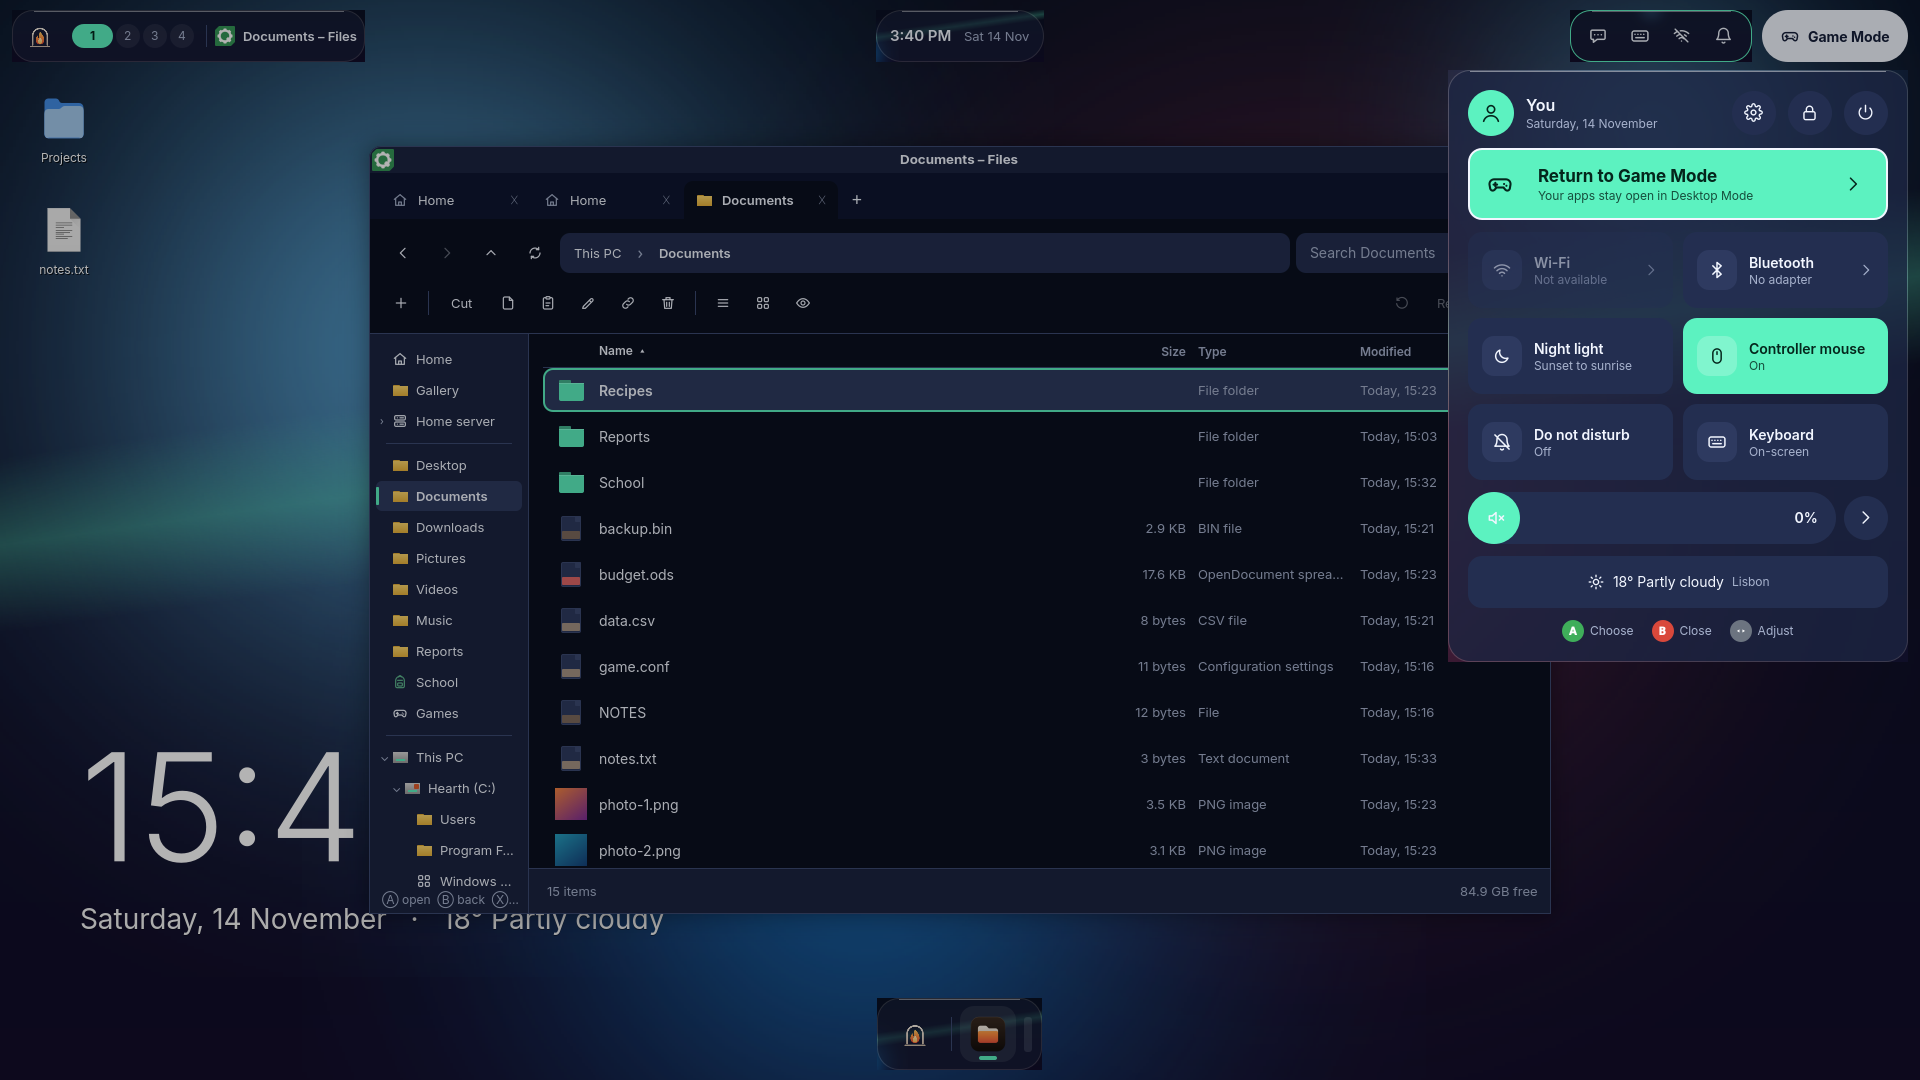 1 2 3 4 Documents – Files
3:40 PM Sat 14 Nov
Game Mode
Projects
notes.txt
Documents – Files
Home X Home X Documents X +
This PC › Documents
Search Documents
Cut
Home
Gallery
Home server
Desktop
Documents
Downloads
Pictures
Videos
Music
Reports
School
Games
This PC
Hearth (C:)
Users
Program F...
Windows ...
A open B back X...
Name Size Type Modified
Recipes File folder Today, 15:23
Reports File folder Today, 15:03
School File folder Today, 15:32
backup.bin 2.9 KB BIN file Today, 15:21
budget.ods 17.6 KB OpenDocument sprea... Today, 15:23
data.csv 8 bytes CSV file Today, 15:21
game.conf 11 bytes Configuration settings Today, 15:16
NOTES 12 bytes File Today, 15:16
notes.txt 3 bytes Text document Today, 15:33
photo-1.png 3.5 KB PNG image Today, 15:23
photo-2.png 3.1 KB PNG image Today, 15:23
15 items 84.9 GB free
You
Saturday, 14 November
Return to Game Mode
Your apps stay open in Desktop Mode
Wi-Fi
Not available
Bluetooth
No adapter
Night light
Sunset to sunrise
Controller mouse
On
Do not disturb
Off
Keyboard
On-screen
0%
18° Partly cloudy Lisbon
A Choose B Close Adjust
15:4
Saturday, 14 November · 18° Partly cloudy